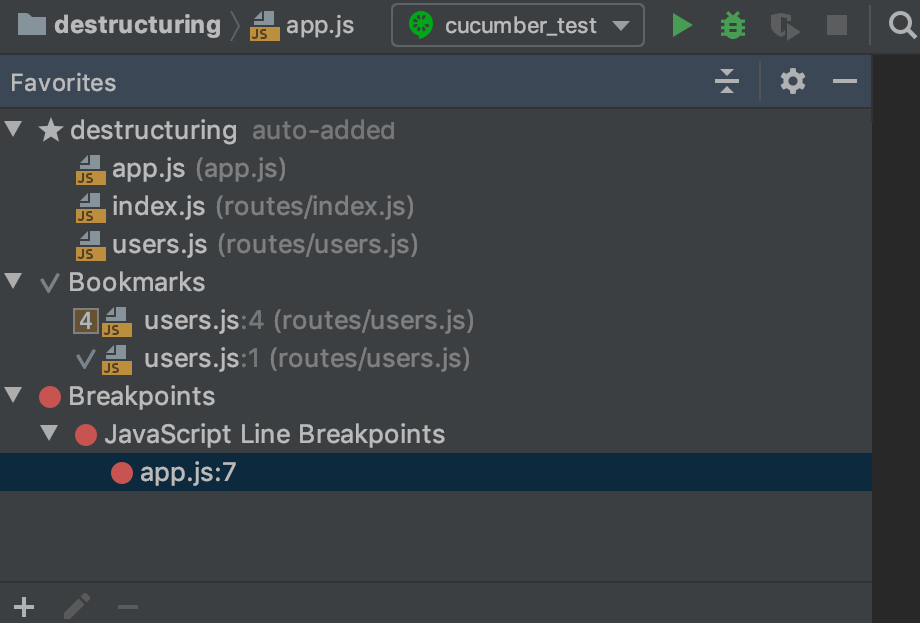 destructuring app.js cucumber_test
Favorites
destructuring auto-added
JS app.js (app.js)
JS index.js (routes/index.js)
JS users.js (routes/users.js)
Bookmarks
4 JS users.js:4 (routes/users.js)
JS users.js:1 (routes/users.js)
Breakpoints
JavaScript Line Breakpoints
app.js:7